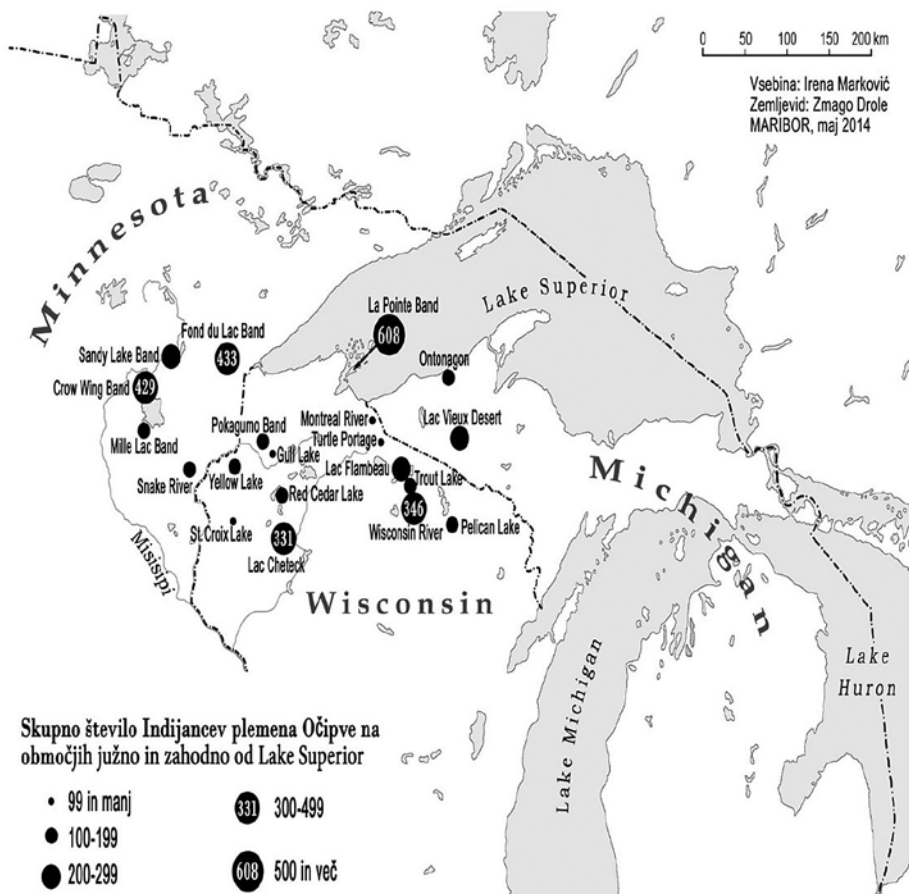 0 50 100 150 200 km
Vsebina: Irena Marković
Zemljevid: Zmago Drole
MARIBOR, maj 2014
Minnesota
Lake Superior
La Pointe Band
608
Fond du Lac Band
433
Sandy Lake Band
Ontonagon
Crow Wing Band
429
Pokagumo Band
Montreal River
Lac Vieux Desert
Mille Lac Band
Gull Lake
Turtle Portage
Michigan
Snake River
Yellow Lake
Lac Flambeau
Trout Lake
Red Cedar Lake
346
Wisconsin River
Pelican Lake
St. Croix Lake
331
Lac Cheteck
Misisipi
Wisconsin
Lake Michigan
Lake
Huron
Skupno število Indijancev plemena Očipve na
območjih južno in zahodno od Lake Superior
99 in manj
100-199
200-299
331 300-499
608 500 in več